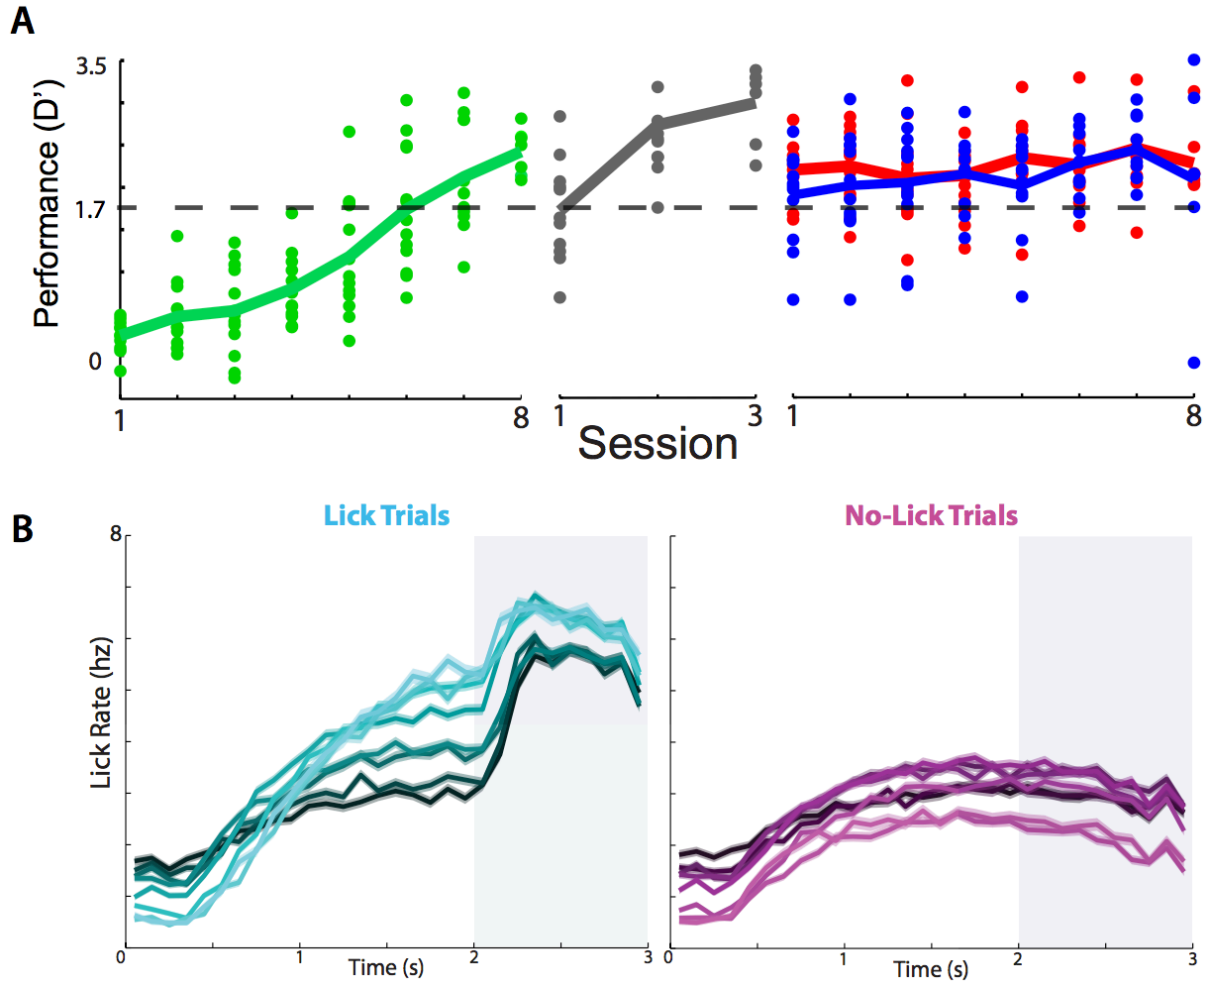 A
Performance (D')
3.5
1.7
0
1 8 1 3 1 8
Session
B
Lick Trials No-Lick Trials
Lick Rate (hz)
8
0 1 2 3 0 1 2 3
Time (s) Time (s)